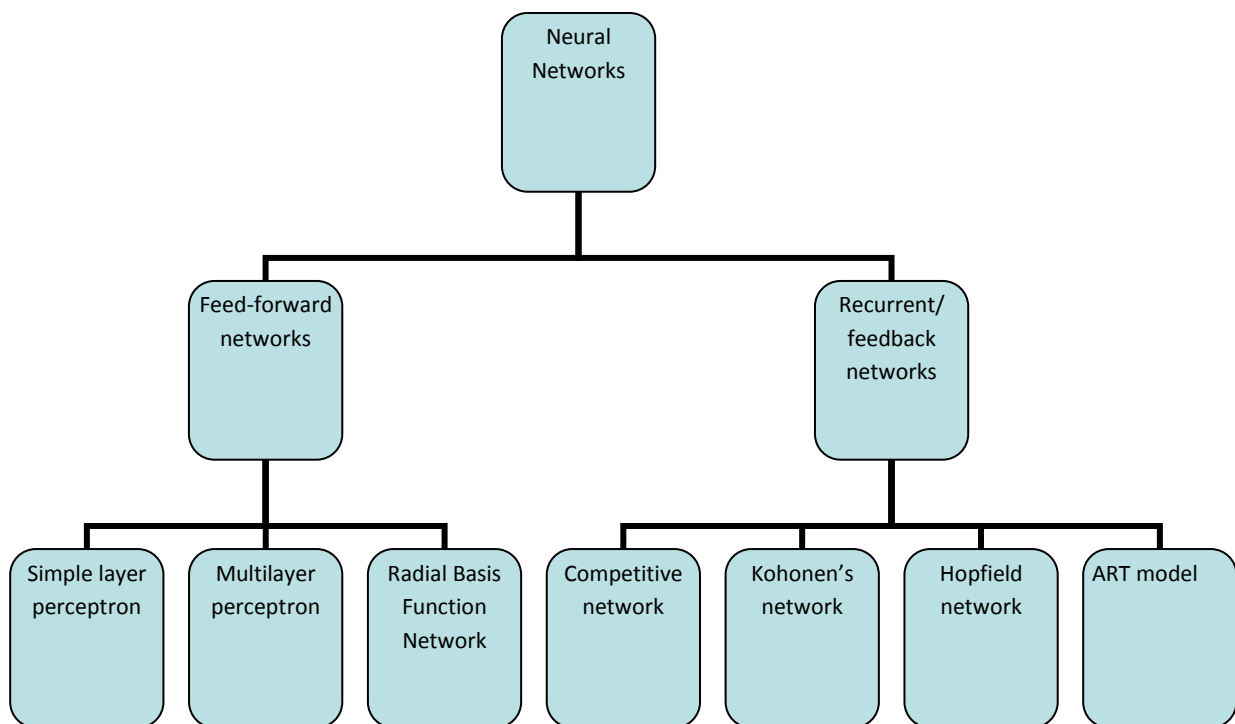 Neural
Networks
Feed-forward
networks
Recurrent/
feedback
networks
Simple layer
perceptron
Multilayer
perceptron
Radial Basis
Function
Network
Competitive
network
Kohonen’s
network
Hopfield
network
ART model